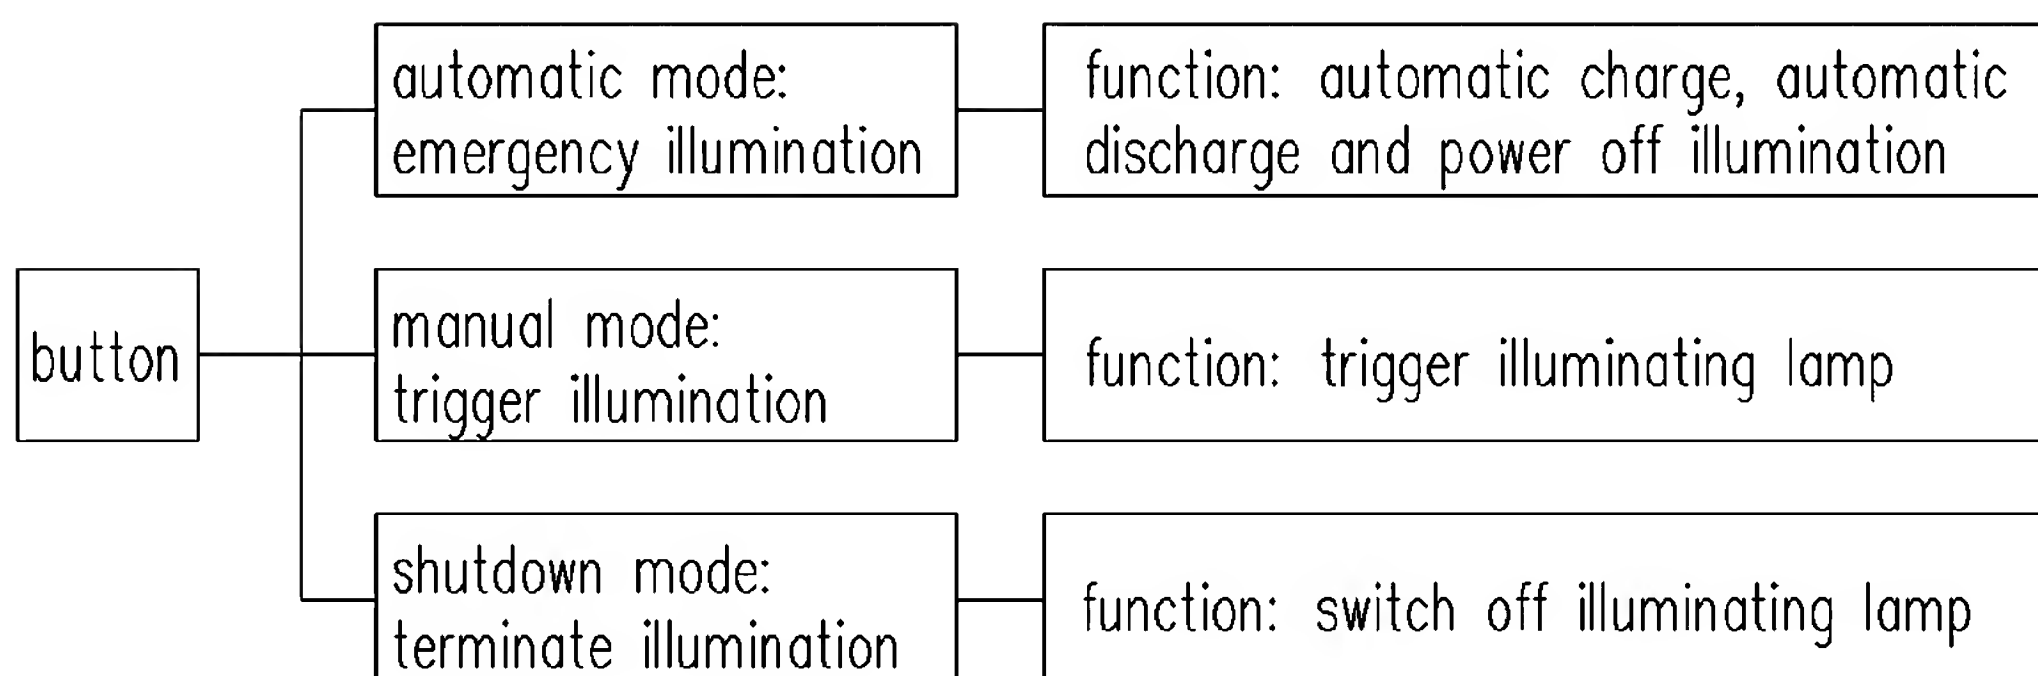 automatic mode:
emergency illumination
function: automatic charge, automatic
discharge and power off illumination
button
manual mode:
trigger illumination
function: trigger illuminating lamp
shutdown mode:
terminate illumination
function: switch off illuminating lamp